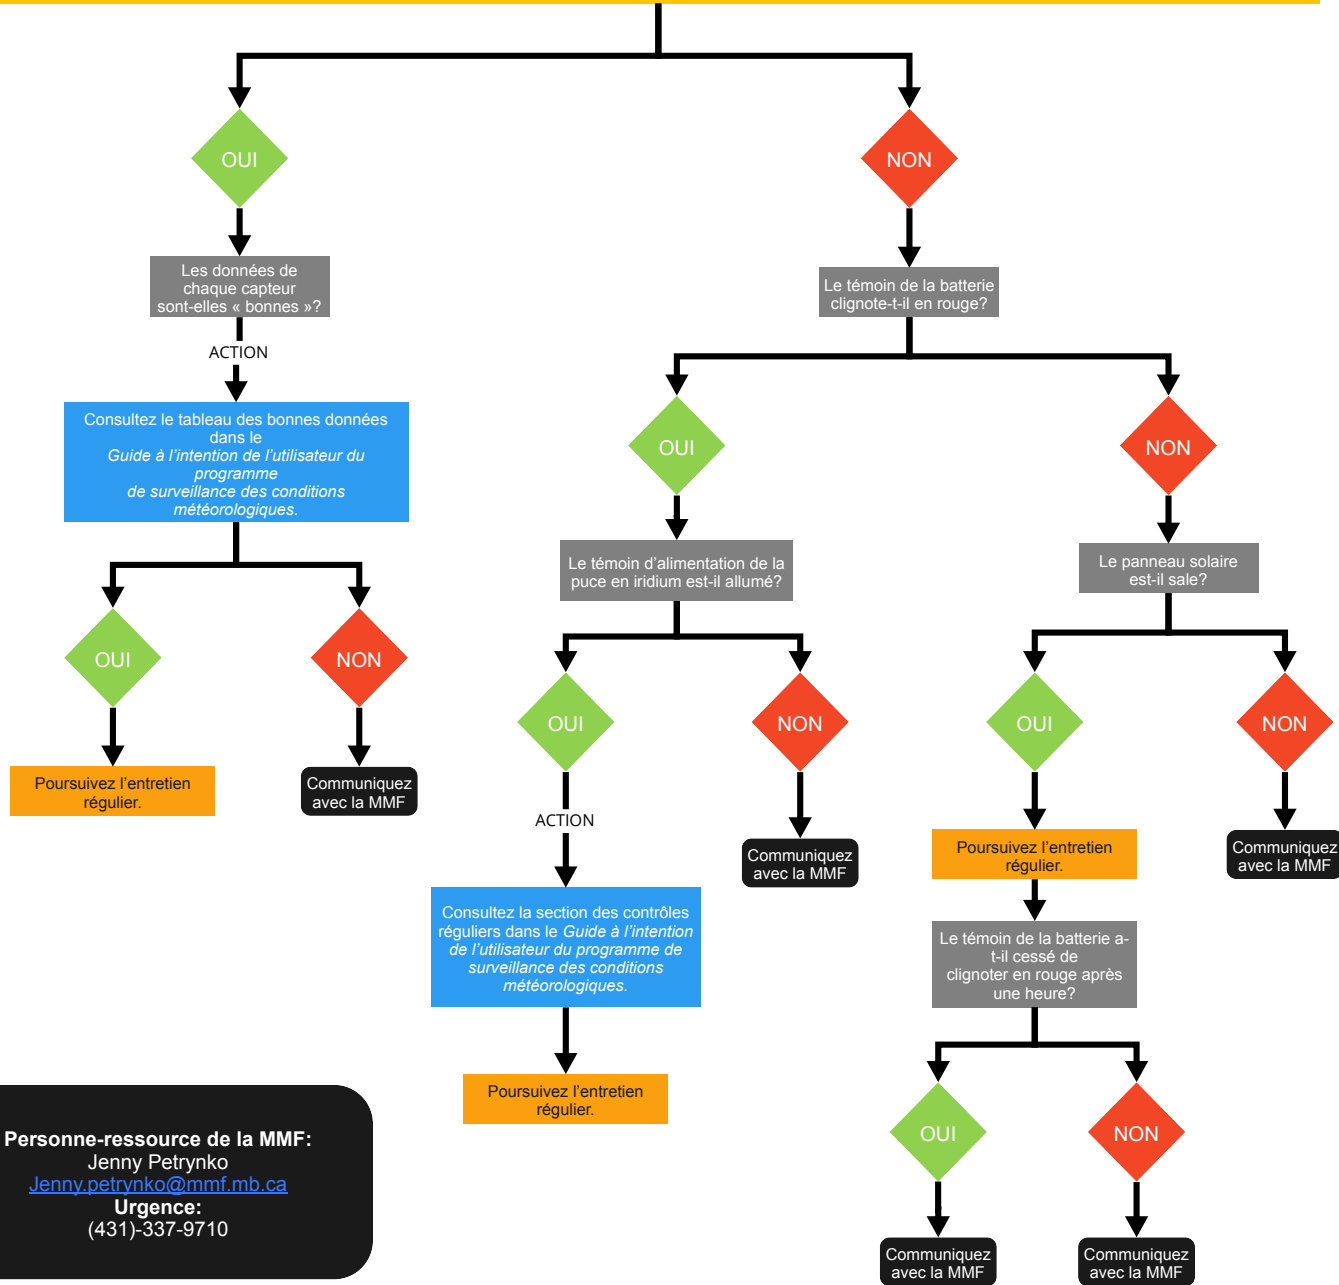 OUI
NON
Les données de
chaque capteur
sont-elles « bonnes »?
Le témoin de la batterie
clignote-t-il en rouge?
ACTION
Consultez le tableau des bonnes données
dans le
Guide à l'intention de l'utilisateur du
programme
de surveillance des conditions
météorologiques.
OUI
NON
Le témoin d'alimentation de la
puce en iridium est-il allumé?
Le panneau solaire
est-il sale?
OUI
NON
OUI
NON
OUI
NON
Poursuivez l'entretien
régulier.
Communiquez
avec la MMF
ACTION
Communiquez
avec la MMF
Poursuivez l'entretien
régulier.
Communiquez
avec la MMF
Consultez la section des contrôles
réguliers dans le Guide à l'intention
de l'utilisateur du programme de
surveillance des conditions
météorologiques.
Le témoin de la batterie a-
t-il cessé de
clignoter en rouge après
une heure?
Poursuivez l'entretien
régulier.
OUI
NON
Personne-ressource de la MMF:
Jenny Petrynko
Jenny.petrynko@mmf.mb.ca
Urgence:
(431)-337-9710
Communiquez
avec la MMF
Communiquez
avec la MMF